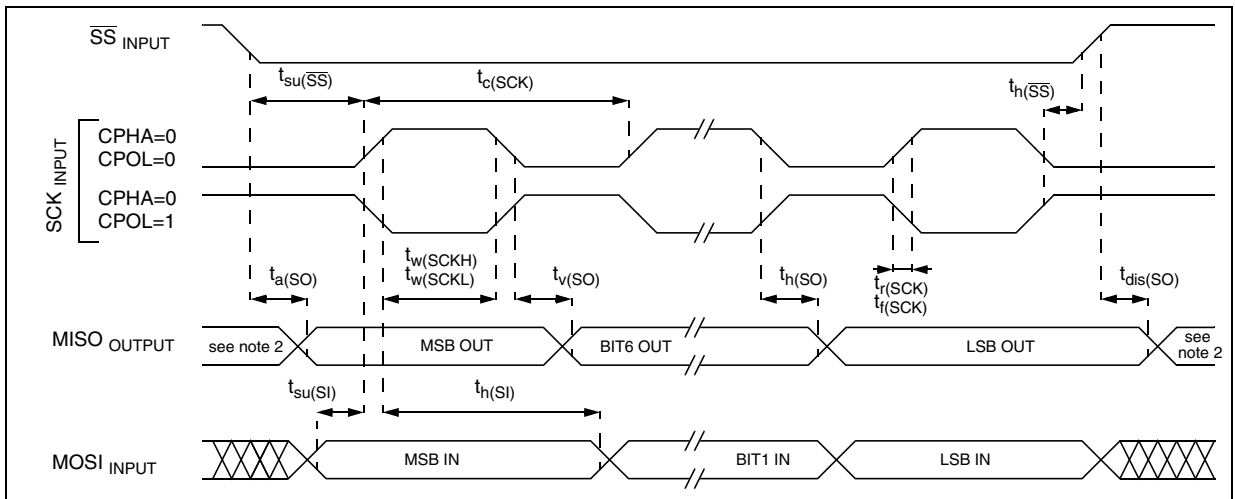 SS INPUT
tsu(SS)
tc(SCK)
th(SS)
SCK INPUT
CPHA=0
CPOL=0
CPHA=0
CPOL=1
ta(SO)
tw(SCKH)
tw(SCKL)
tv(SO)
th(SO)
tr(SCK)
tf(SCK)
tdis(SO)
MISO OUTPUT
see note 2
MSB OUT
BIT6 OUT
LSB OUT
see
note 2
tsu(SI)
th(SI)
MOSI INPUT
MSB IN
BIT1 IN
LSB IN